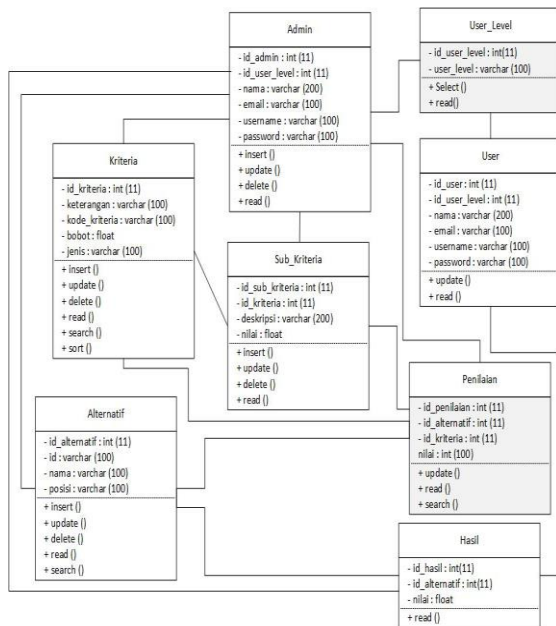 Admin
- id_admin : int (11)
- id_user_level : int (11)
- nama : varchar (200)
- email : varchar (100)
- username : varchar (100)
- password : varchar (100)
+ insert ()
+ update ()
+ delete ()
+ read ()
User_Level
- id_user_level : int(11)
- user_level : varchar (100)
+ Select ()
+ read()
Kriteria
- id_kriteria : int (11)
- keterangan : varchar (100)
- kode_kriteria : varchar (100)
- bobot : float
- jenis : varchar (100)
+ insert ()
+ update ()
+ delete ()
+ read ()
+ search ()
+ sort ()
User
- id_user : int (11)
- id_user_level : int (11)
- nama : varchar (200)
- email : varchar (100)
- username : varchar (100)
- password : varchar (100)
+ update ()
+ read ()
Sub_Kriteria
- id_sub_kriteria : int (11)
- id_kriteria : int (11)
- deskripsi : varchar (200)
- nilai : float
+ insert ()
+ update ()
+ delete ()
+ read ()
Penilaian
- id_penilaian : int (11)
- id_alternatif : int (11)
- id_kriteria : int (11)
nilai : int (100)
+ update ()
+ read ()
+ search ()
Alternatif
- id_alternatif : int (11)
- id : varchar (100)
- nama : varchar (100)
- posisi : varchar (100)
+ insert ()
+ update ()
+ delete ()
+ read ()
+ search ()
Hasil
- id_hasil : int(11)
- id_alternatif : int(11)
- nilai : float
+ read ()